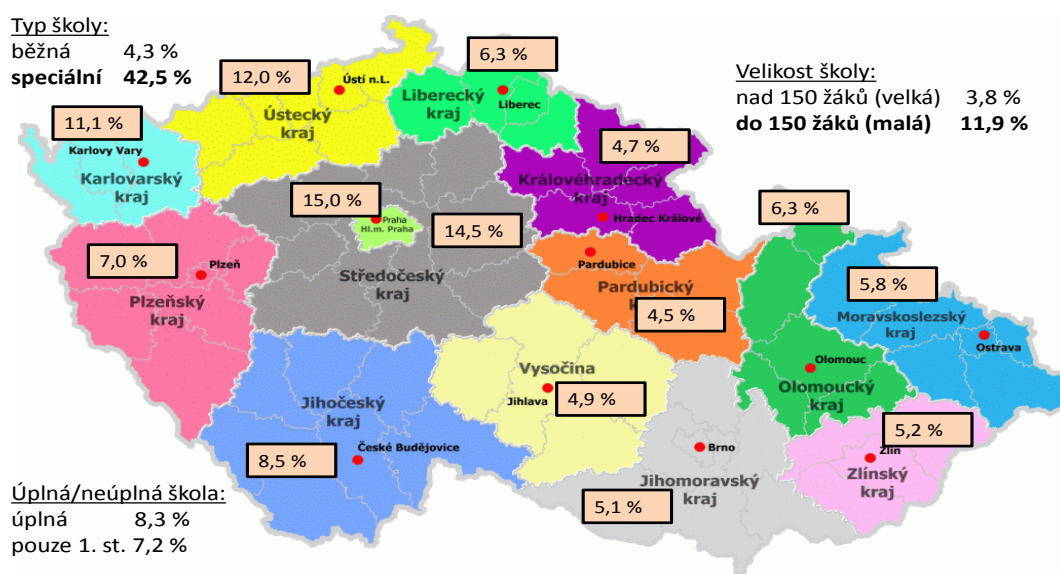 Typ školy:
běžná 4,3 %
speciální 42,5 %
Velikost školy:
nad 150 žáků (velká) 3,8 %
do 150 žáků (malá) 11,9 %
12,0 %
Ústí n.L.
Ústecký
kraj
6,3 %
Liberecký
kraj
Liberec
11,1 %
Karlovy Vary
Karlovarský
kraj
4,7 %
Královéhradecký
kraj
Hradec Králové
15,0 %
Praha
Hl.m. Praha
14,5 %
Středočeský
kraj
7,0 %
Plzeň
Plzeňský
kraj
Pardubice
Pardubický
4,5 %
6,3 %
Olomouc
Olomoucký
kraj
5,8 %
Moravskoslezský
kraj
Ostrava
Vysočina
Jihlava
4,9 %
Jihočeský
kraj
České Budějovice
8,5 %
Brno
Jihomoravský
kraj
5,1 %
5,2 %
Zlín
Zlínský
kraj
Úplná/neúplná škola:
úplná 8,3 %
pouze 1. st. 7,2 %